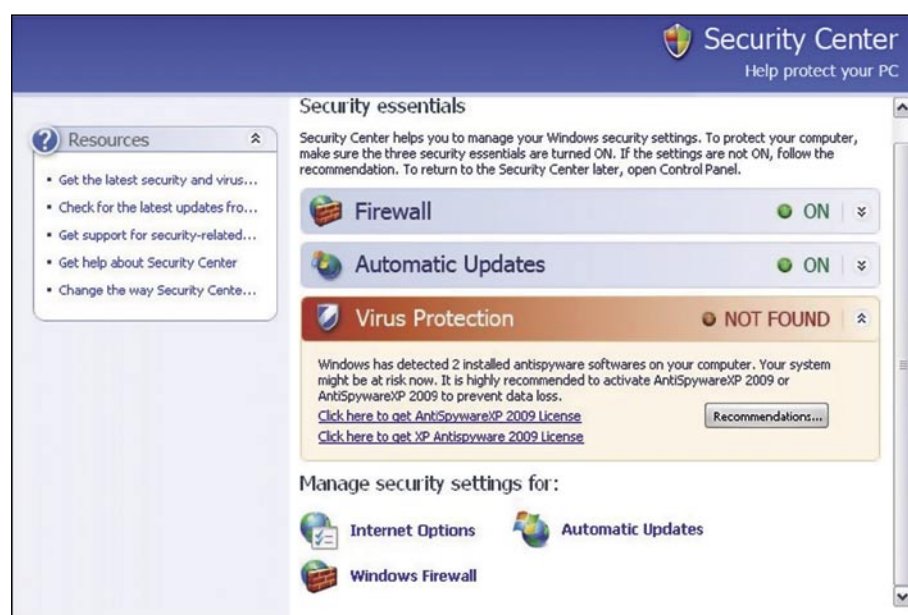 Security Center
Help protect your PC
Resources
Get the latest security and virus...
Check for the latest updates fro...
Get support for security-related...
Get help about Security Center
Change the way Security Cente...
Security essentials
Security Center helps you to manage your Windows security settings. To protect your computer,
make sure the three security essentials are turned ON. If the settings are not ON, follow the
recommendation. To return to the Security Center later, open Control Panel.
Firewall ON
Automatic Updates ON
Virus Protection NOT FOUND
Windows has detected 2 installed antispyware softwares on your computer. Your system
might be at risk now. It is highly recommended to activate AntiSpywareXP 2009 or
AntiSpywareXP 2009 to prevent data loss.
Click here to get AntiSpywareXP 2009 License
Recommendations...
Click here to get XP Antispyware 2009 License
Manage security settings for:
Internet Options
Automatic Updates
Windows Firewall